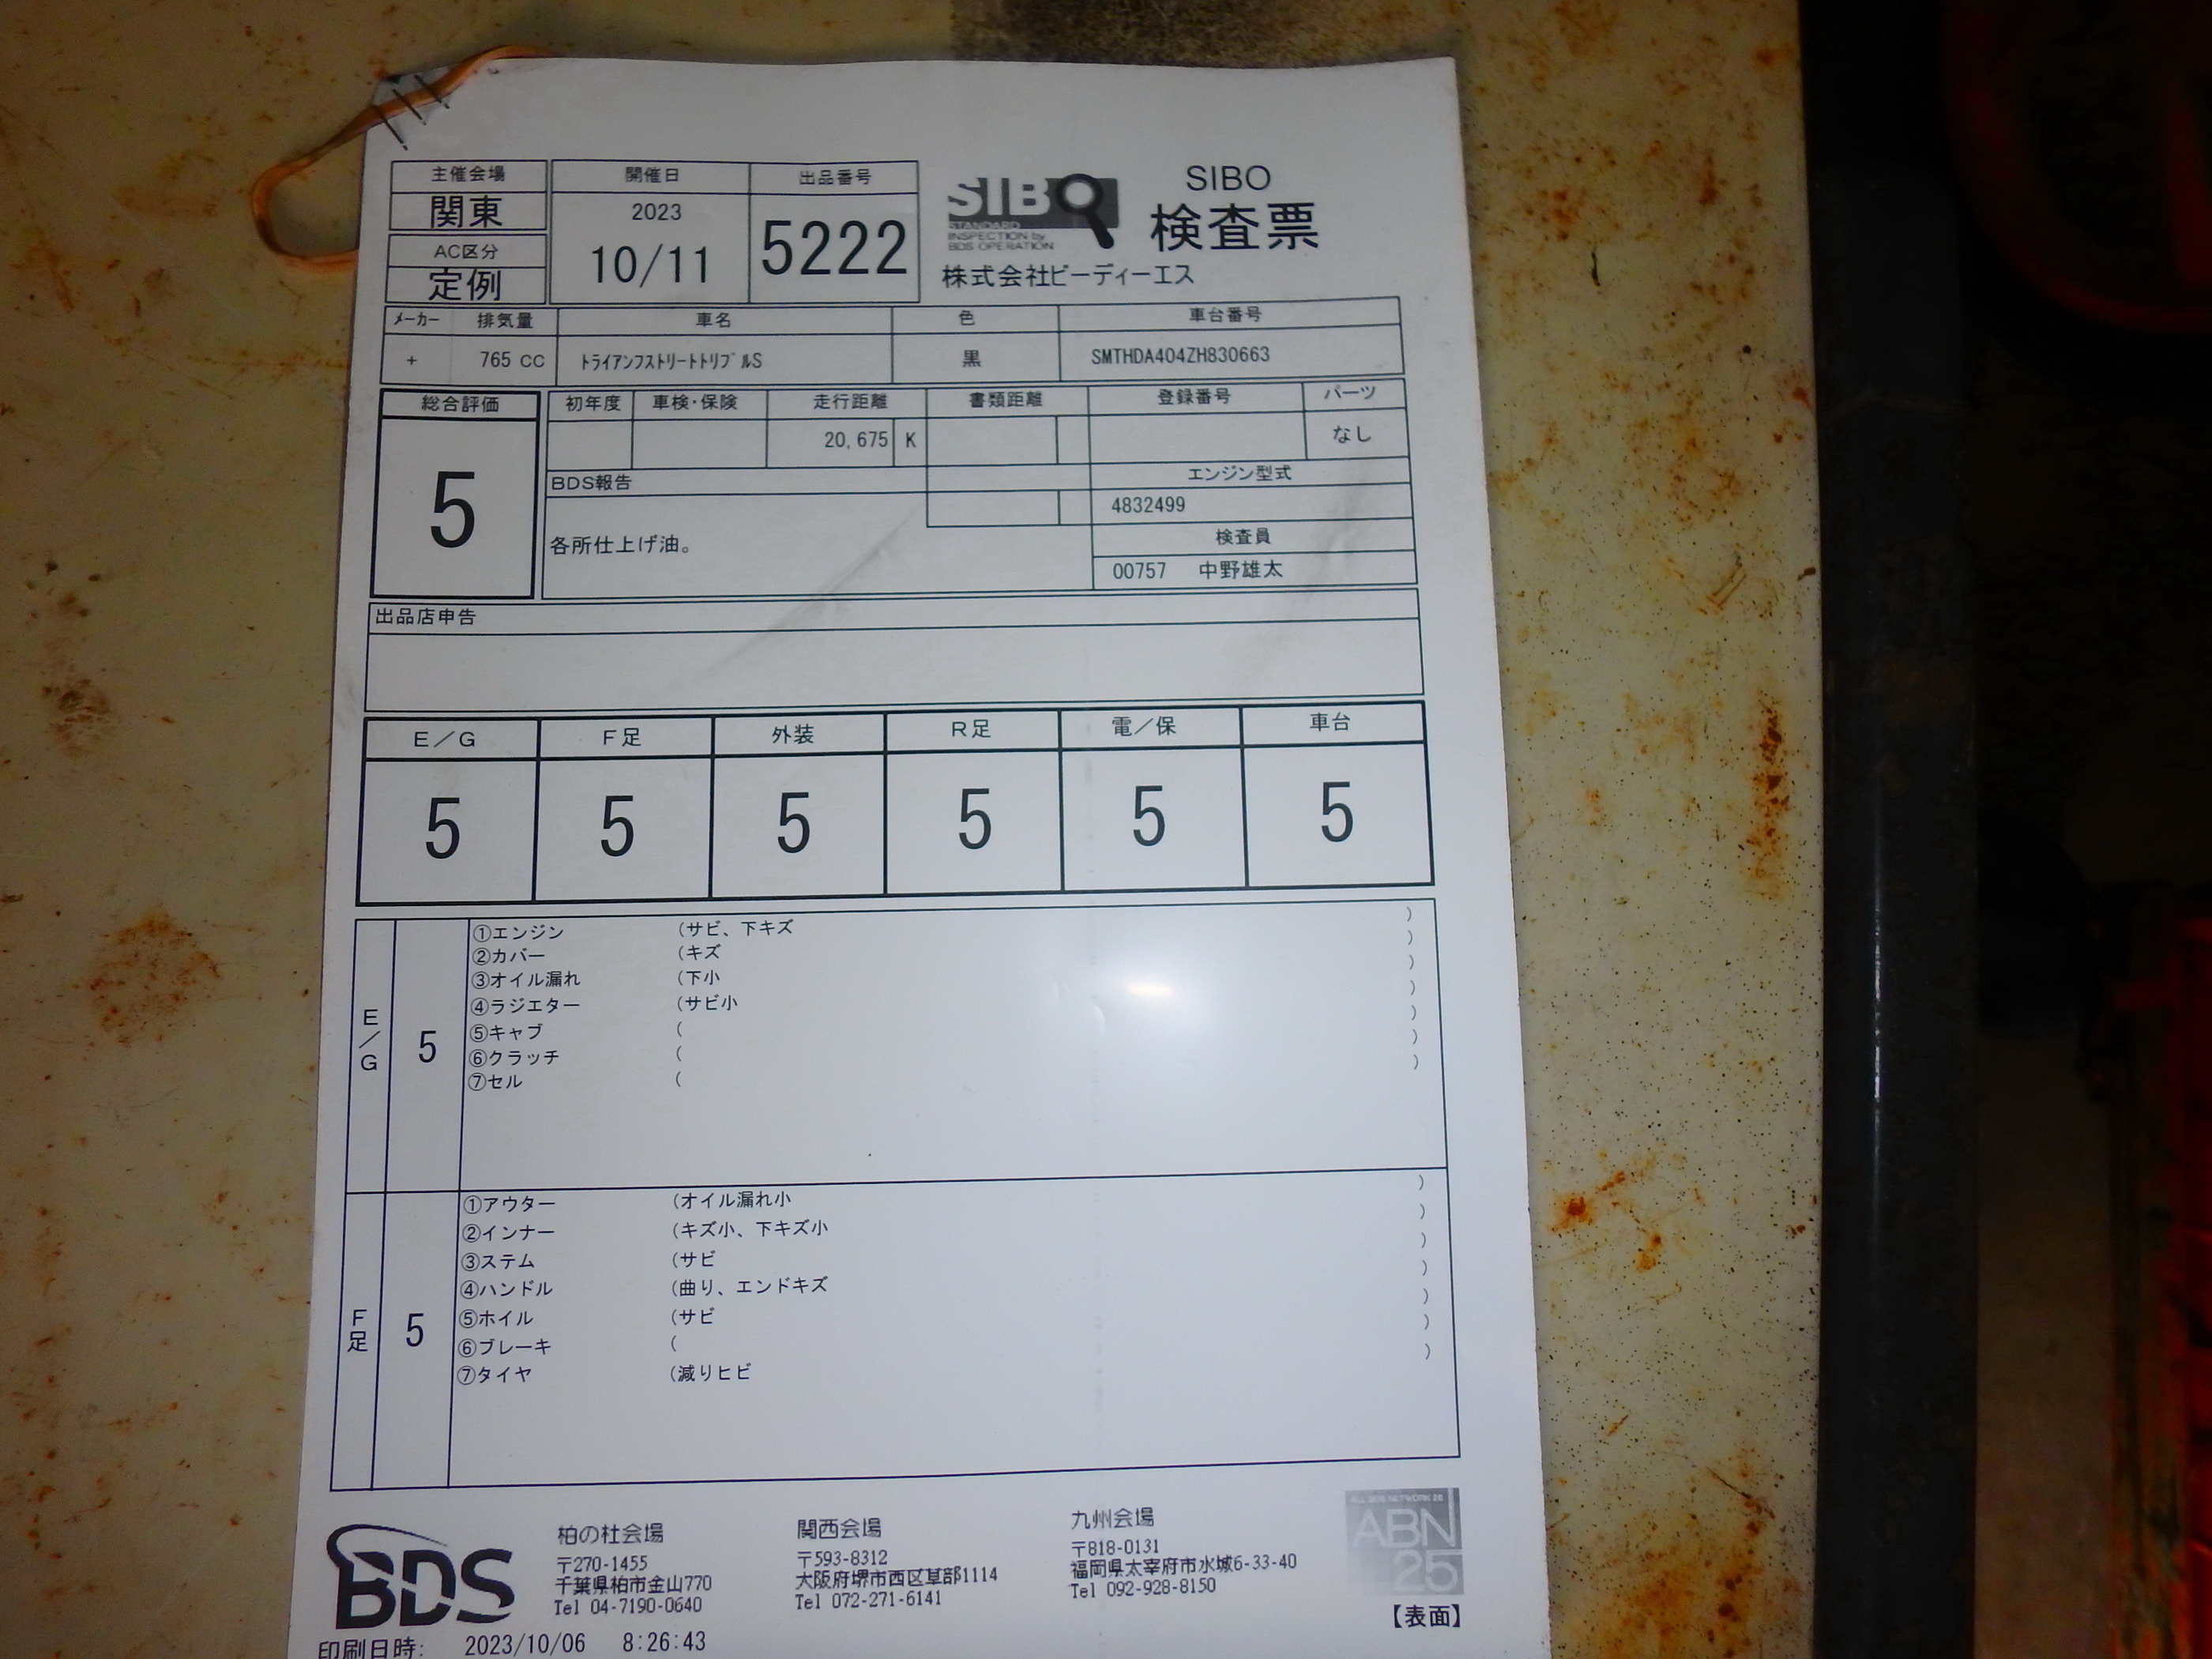 主催会場
関東
AC区分
定例
開催日
2023
10/11
出品番号
5222
SIBO
STANDARD
INSPECTION by
BDS OPERATION
SIBO
検査票
株式会社ビーディーエス
ﾒｰｶｰ 排気量 車名 色 車台番号
+ 765 CC ﾄﾗｲｱﾝﾌｽﾄﾘｰﾄﾄﾘﾌﾟﾙS 黒 SMTHDA404ZH830663
総合評価
5
初年度 車検・保険 走行距離 書類距離 登録番号 パーツ
20,675 K なし
BDS報告
各所仕上げ油。
エンジン型式
4832499
検査員
00757 中野雄太
出品店申告
E/G F足 外装 R足 電/保 車台
5 5 5 5 5 5
E/G
5
①エンジン (サビ、下キズ )
②カバー (キズ )
③オイル漏れ (下小 )
④ラジエター (サビ小 )
⑤キャブ ( )
⑥クラッチ ( )
⑦セル ( )
F足
5
①アウター (オイル漏れ小 )
②インナー (キズ小、下キズ小 )
③ステム (サビ )
④ハンドル (曲り、エンドキズ )
⑤ホイル (サビ )
⑥ブレーキ ( )
⑦タイヤ (減りヒビ )
BDS
柏の杜会場
〒270-1455
千葉県柏市金山770
Tel 04-7190-0640
関西会場
〒593-8312
大阪府堺市西区草部1114
Tel 072-271-6141
九州会場
〒818-0131
福岡県太宰府市水城6-33-40
Tel 092-928-8150
ABN
25
【表面】
印刷日時: 2023/10/06 8:26:43